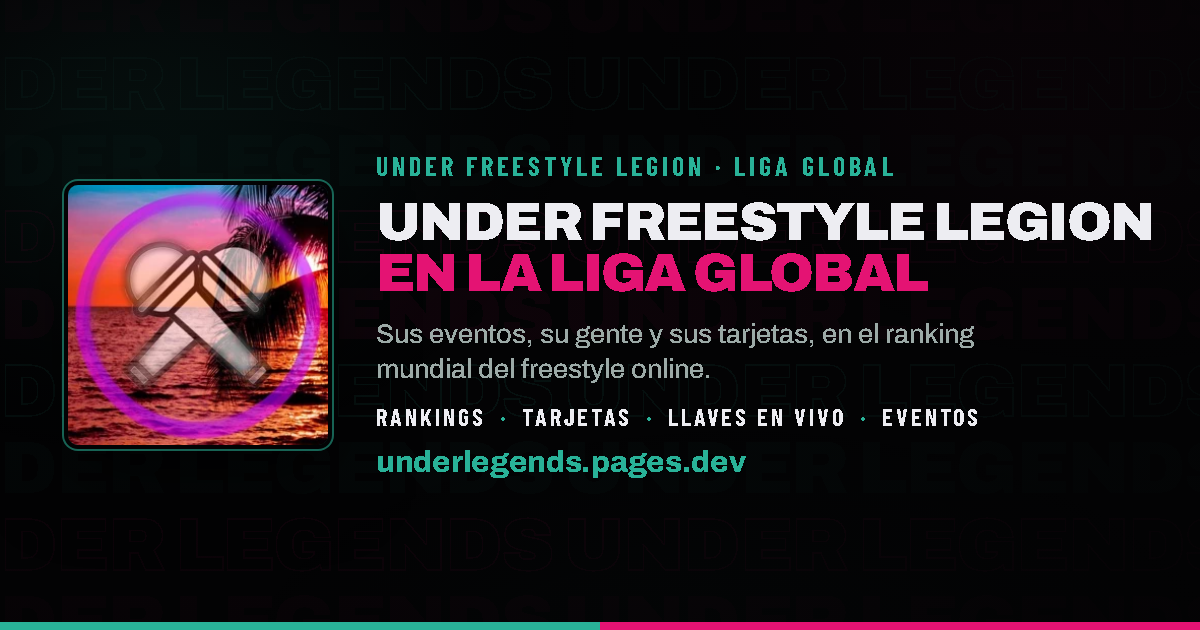 UNDER FREESTYLE LEGION · LIGA GLOBAL
UNDER FREESTYLE LEGION
EN LA LIGA GLOBAL
Sus eventos, su gente y sus tarjetas, en el ranking
mundial del freestyle online.
RANKINGS · TARJETAS · LLAVES EN VIVO · EVENTOS
underlegends.pages.dev